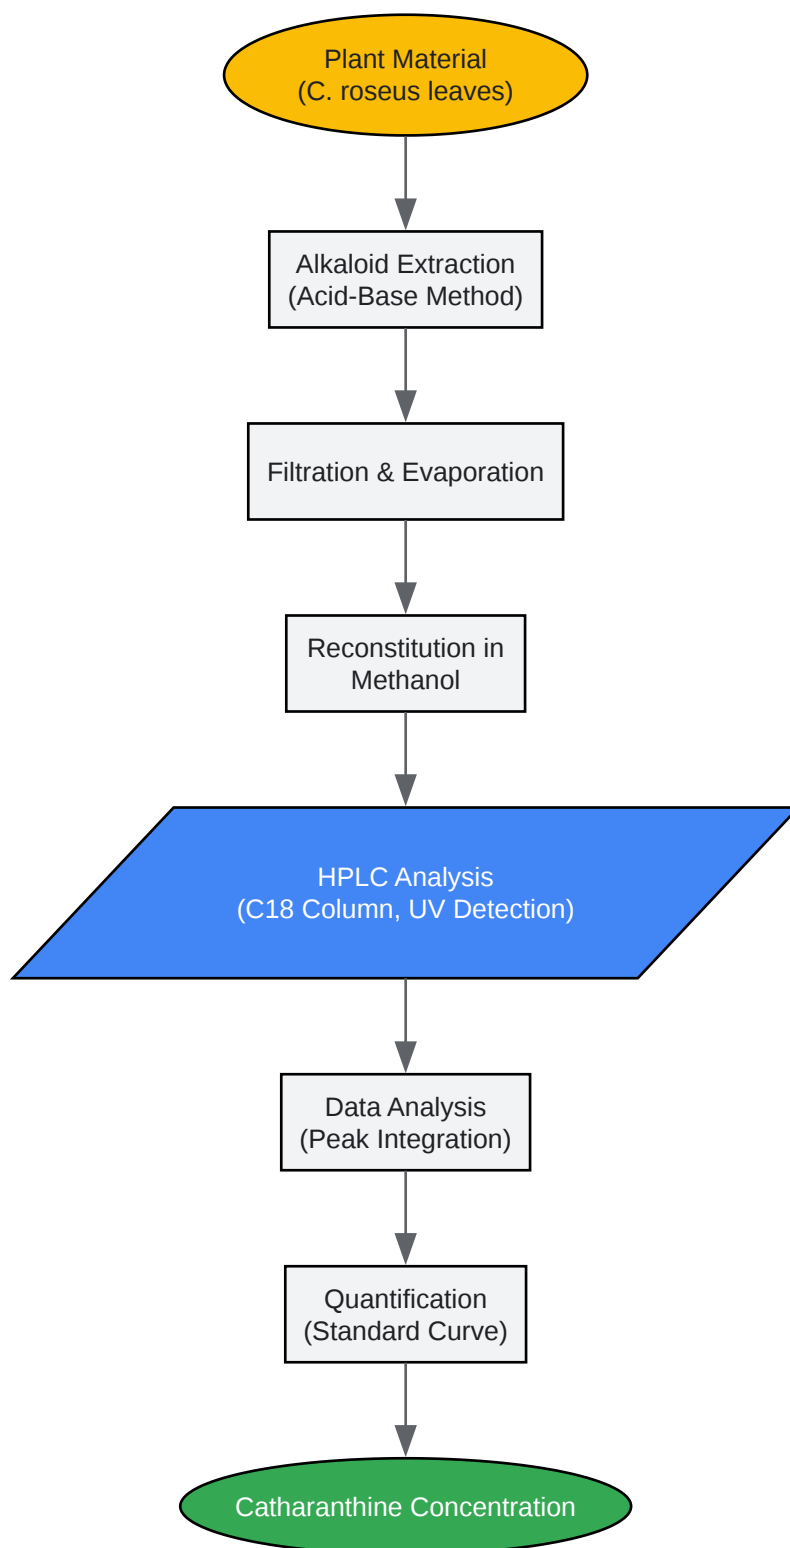 Plant Material
(C. roseus leaves)
Alkaloid Extraction
(Acid-Base Method)
Filtration & Evaporation
Reconstitution in
Methanol
HPLC Analysis
(C18 Column, UV Detection)
Data Analysis
(Peak Integration)
Quantification
(Standard Curve)
Catharanthine Concentration